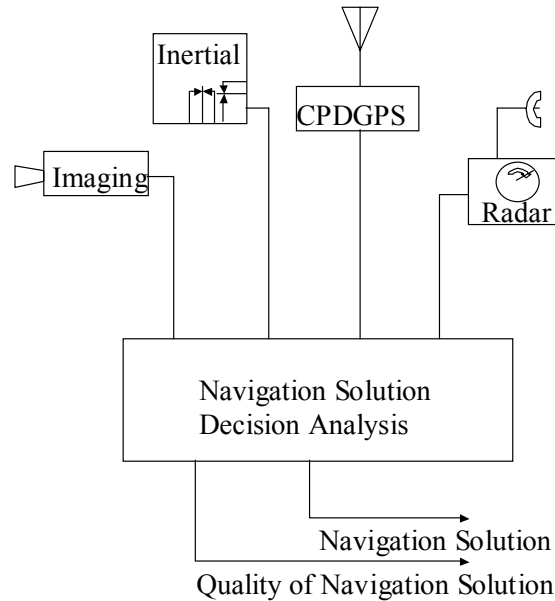 Inertial
CPDGPS
Imaging
Radar
Navigation Solution
Decision Analysis
Navigation Solution
Quality of Navigation Solution